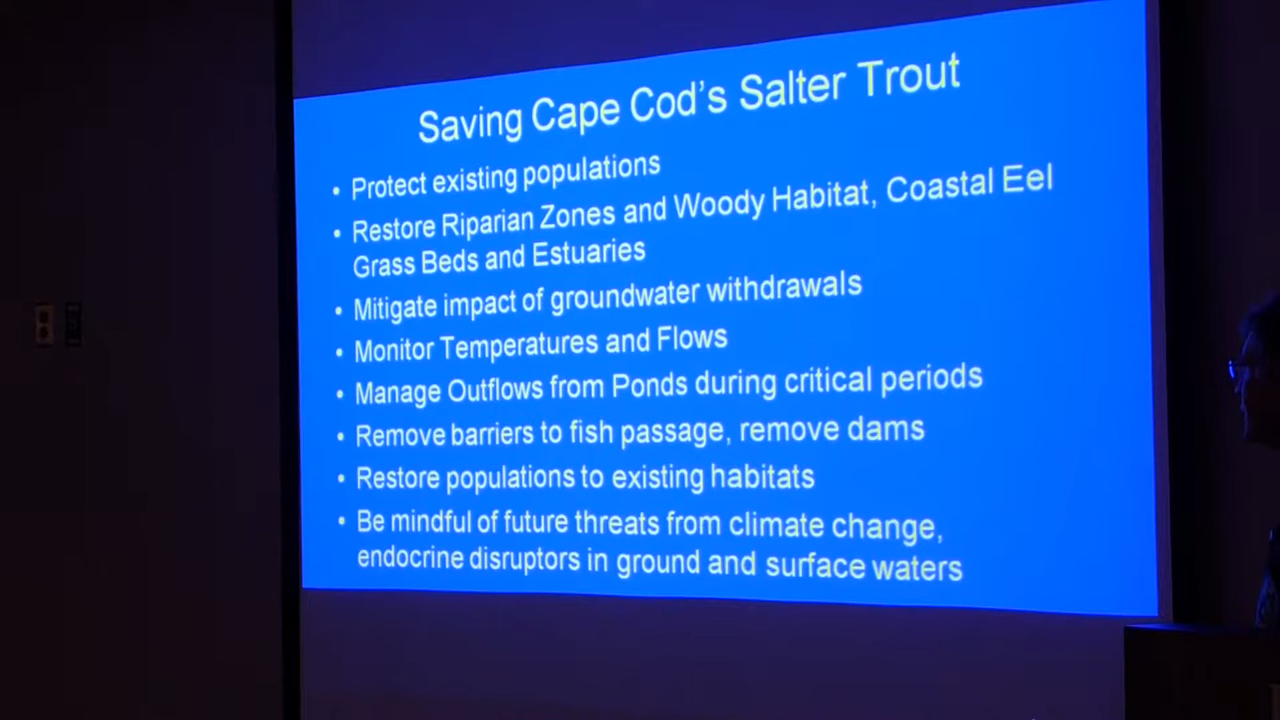 Saving Cape Cod's Salter Trout
• Protect existing populations
• Restore Riparian Zones and Woody Habitat, Coastal Eel
Grass Beds and Estuaries
• Mitigate impact of groundwater withdrawals
• Monitor Temperatures and Flows
• Manage Outflows from Ponds during critical periods
• Remove barriers to fish passage, remove dams
• Restore populations to existing habitats
• Be mindful of future threats from climate change,
endocrine disruptors in ground and surface waters